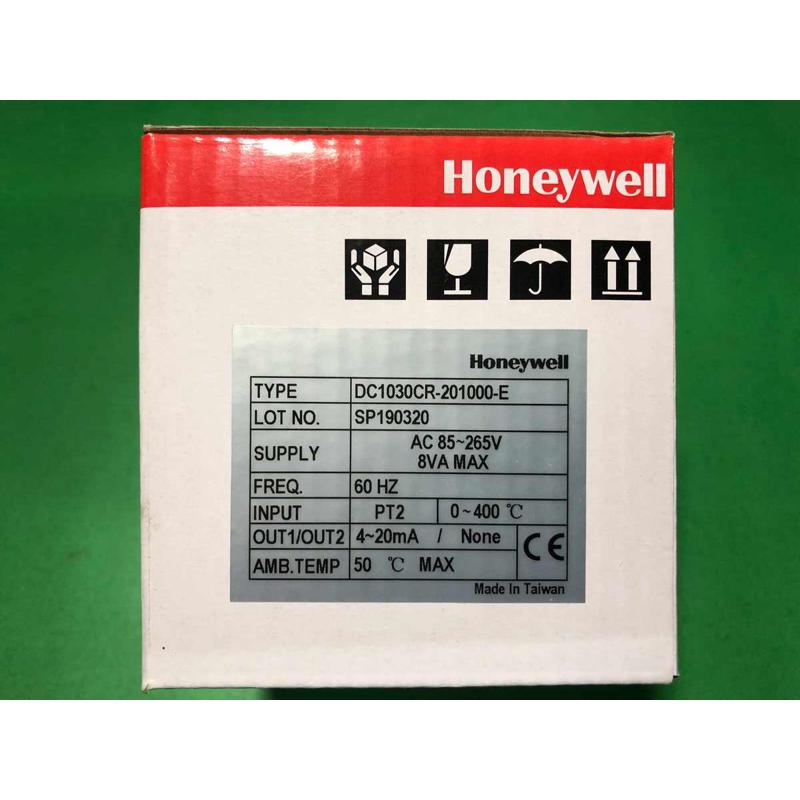 Honeywell
Honeywell
TYPE DC1030CR-201000-E
LOT NO. SP190320
SUPPLY AC 85~265V
8VA MAX
FREQ. 60 HZ
INPUT PT2 0~400 ℃
OUT1/OUT2 4~20mA / None
CE
AMB.TEMP 50 ℃ MAX
Made In Taiwan